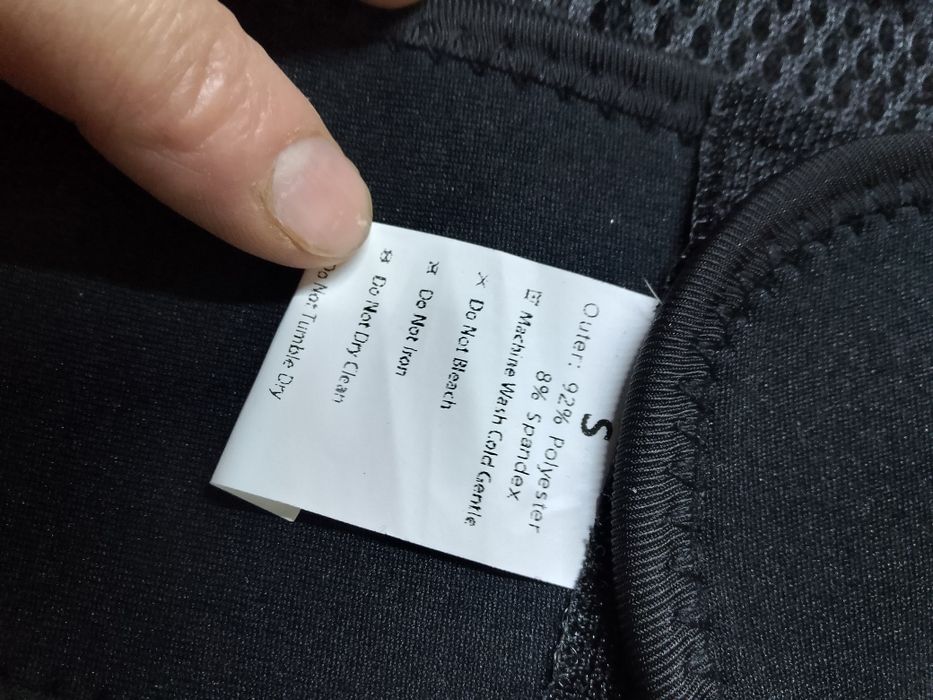 S
Outer: 92% Polyester
8% Spandex
Machine Wash Cold Gentle
Do Not Bleach
Do Not Iron
Do Not Dry Clean
Do Not Tumble Dry